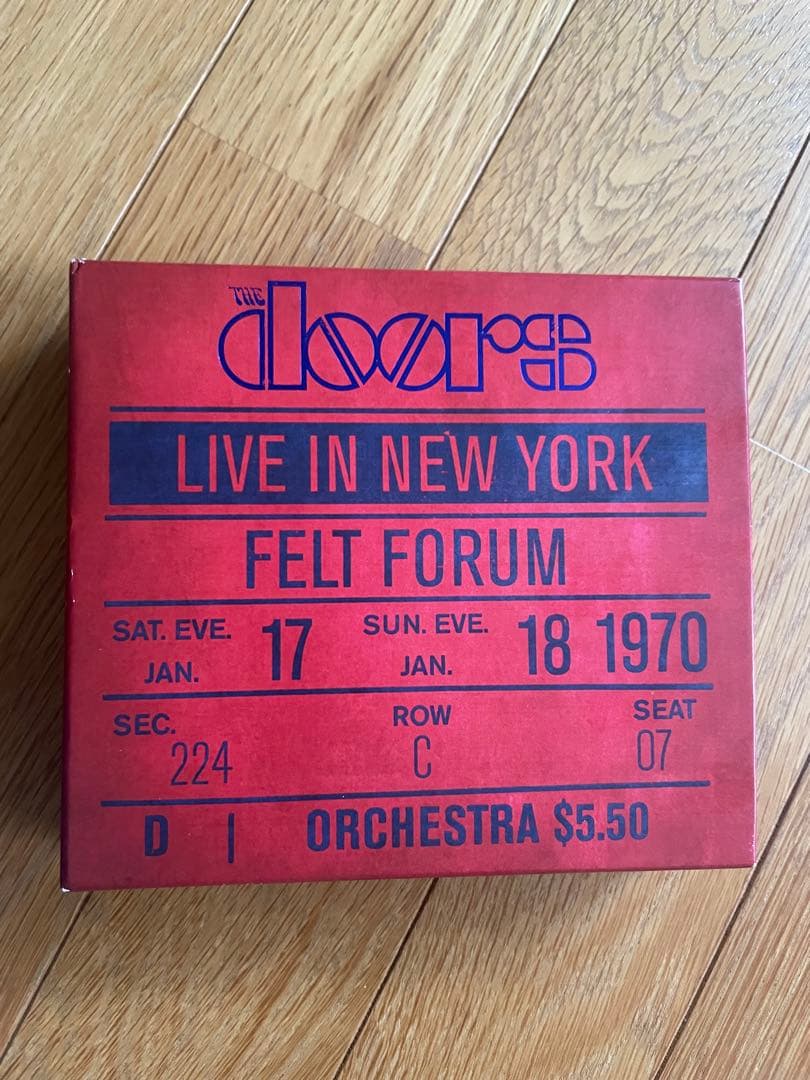 THE
doors
LIVE IN NEW YORK
FELT FORUM
SAT. EVE. JAN. 17 SUN. EVE. JAN. 18 1970
SEC. 224 ROW C SEAT 07
D | ORCHESTRA $5.50